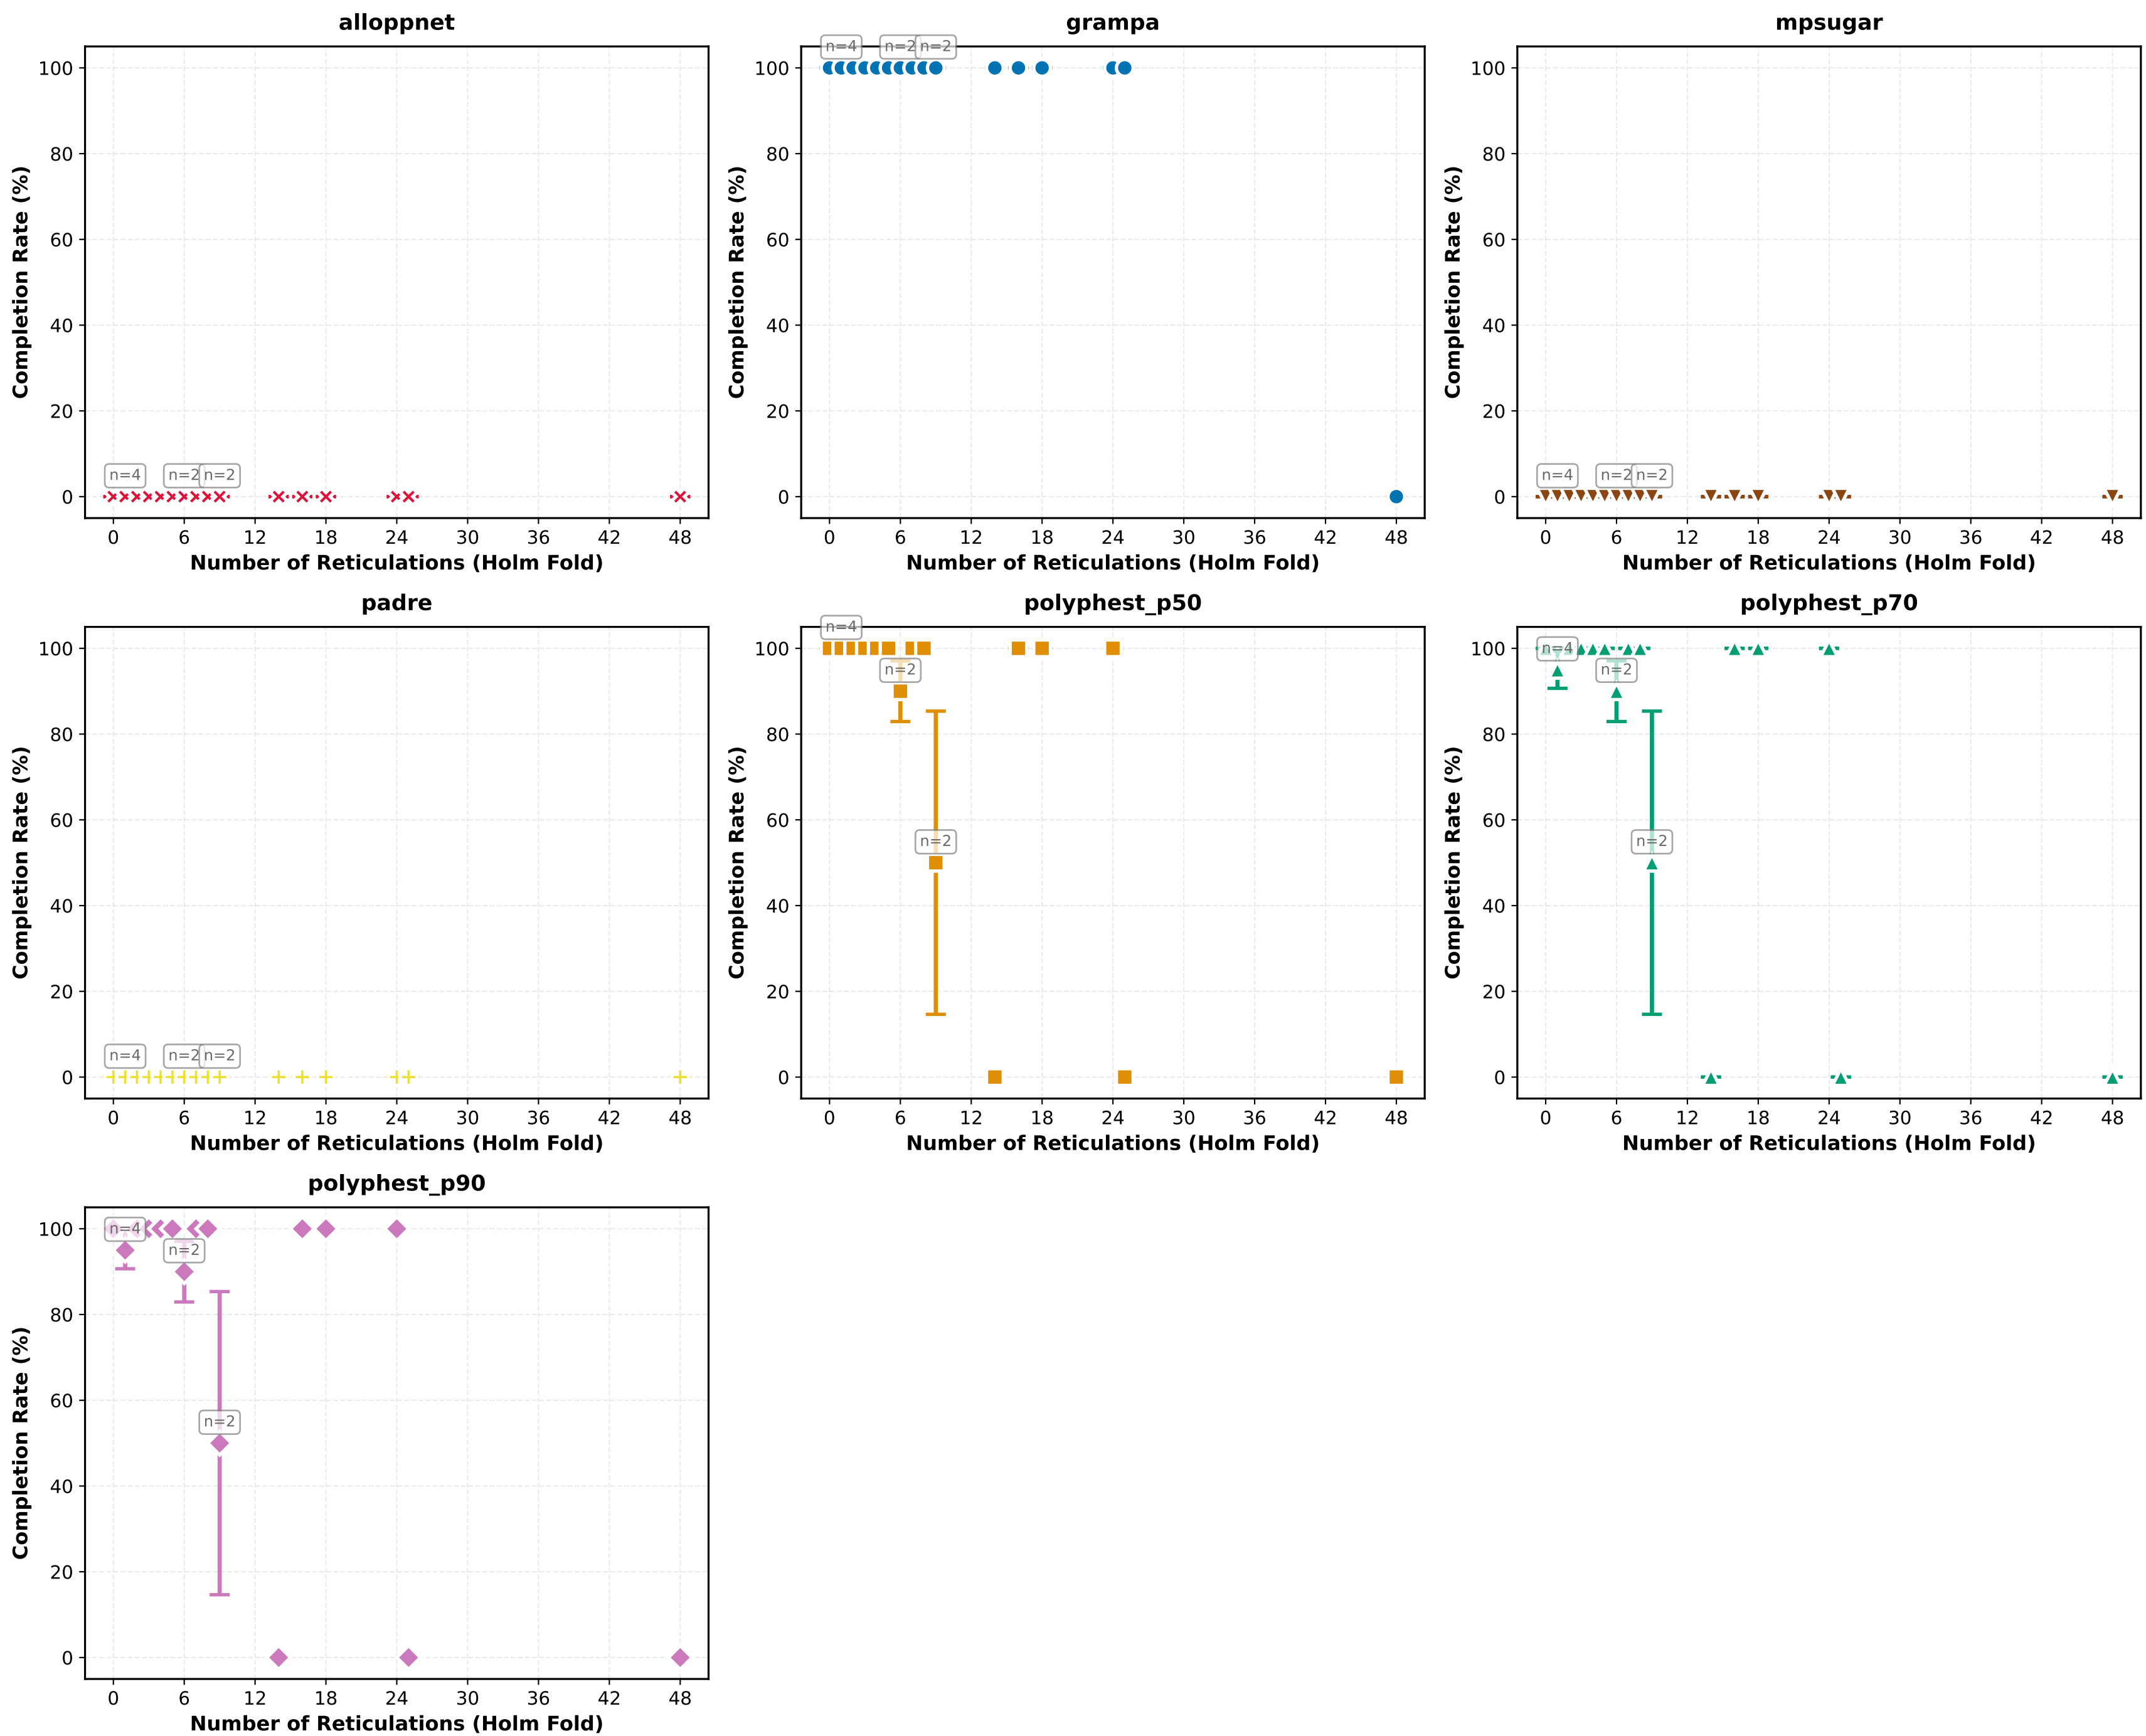 alloppnet
Completion Rate (%)
100
80
60
40
20
0
n=4
n=2
n=2
0 6 12 18 24 30 36 42 48
Number of Reticulations (Holm Fold)
grampa
Completion Rate (%)
n=4
n=2
n=2
100
80
60
40
20
0
0 6 12 18 24 30 36 42 48
Number of Reticulations (Holm Fold)
mpsugar
Completion Rate (%)
100
80
60
40
20
0
n=4
n=2
n=2
0 6 12 18 24 30 36 42 48
Number of Reticulations (Holm Fold)
padre
Completion Rate (%)
100
80
60
40
20
0
n=4
n=2
n=2
0 6 12 18 24 30 36 42 48
Number of Reticulations (Holm Fold)
polyphest_p50
Completion Rate (%)
n=4
n=2
n=2
100
80
60
40
20
0
0 6 12 18 24 30 36 42 48
Number of Reticulations (Holm Fold)
polyphest_p70
Completion Rate (%)
n=4
n=2
n=2
100
80
60
40
20
0
0 6 12 18 24 30 36 42 48
Number of Reticulations (Holm Fold)
polyphest_p90
Completion Rate (%)
n=4
n=2
n=2
100
80
60
40
20
0
0 6 12 18 24 30 36 42 48
Number of Reticulations (Holm Fold)